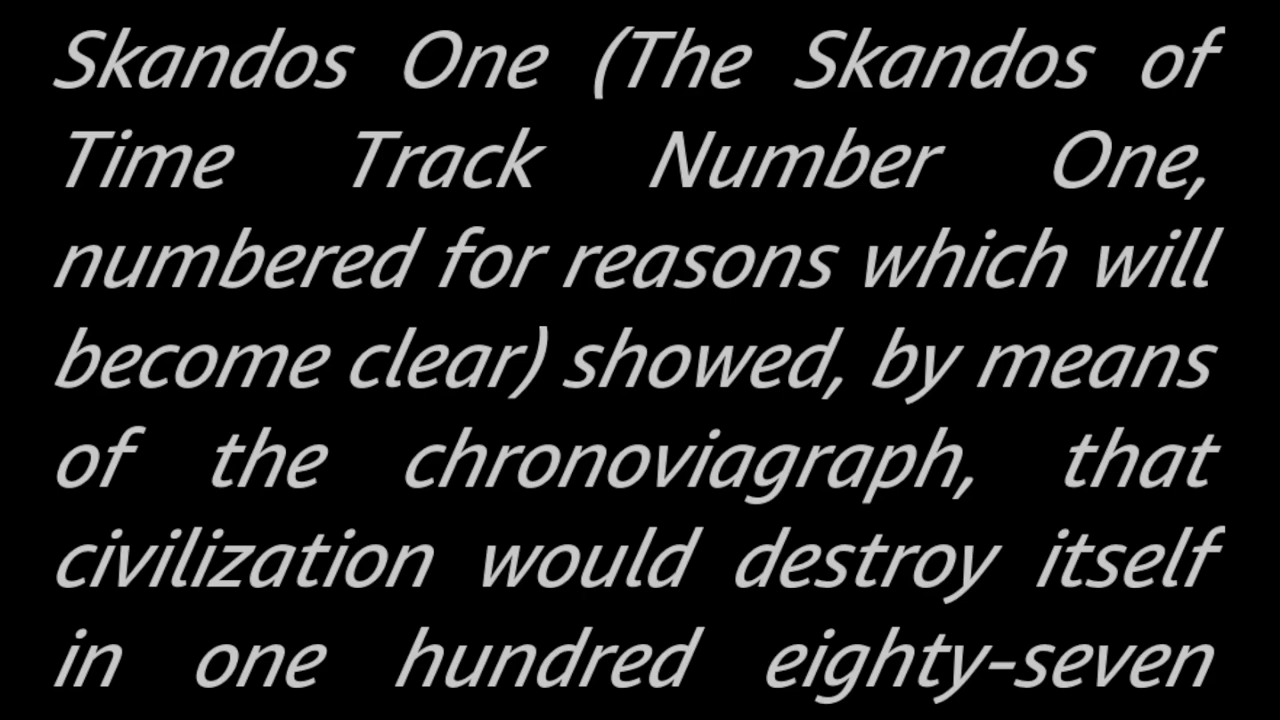 Skandos One (The Skandos of
Time Track Number One,
numbered for reasons which will
become clear) showed, by means
of the chronoviagraph, that
civilization would destroy itself
in one hundred eighty-seven